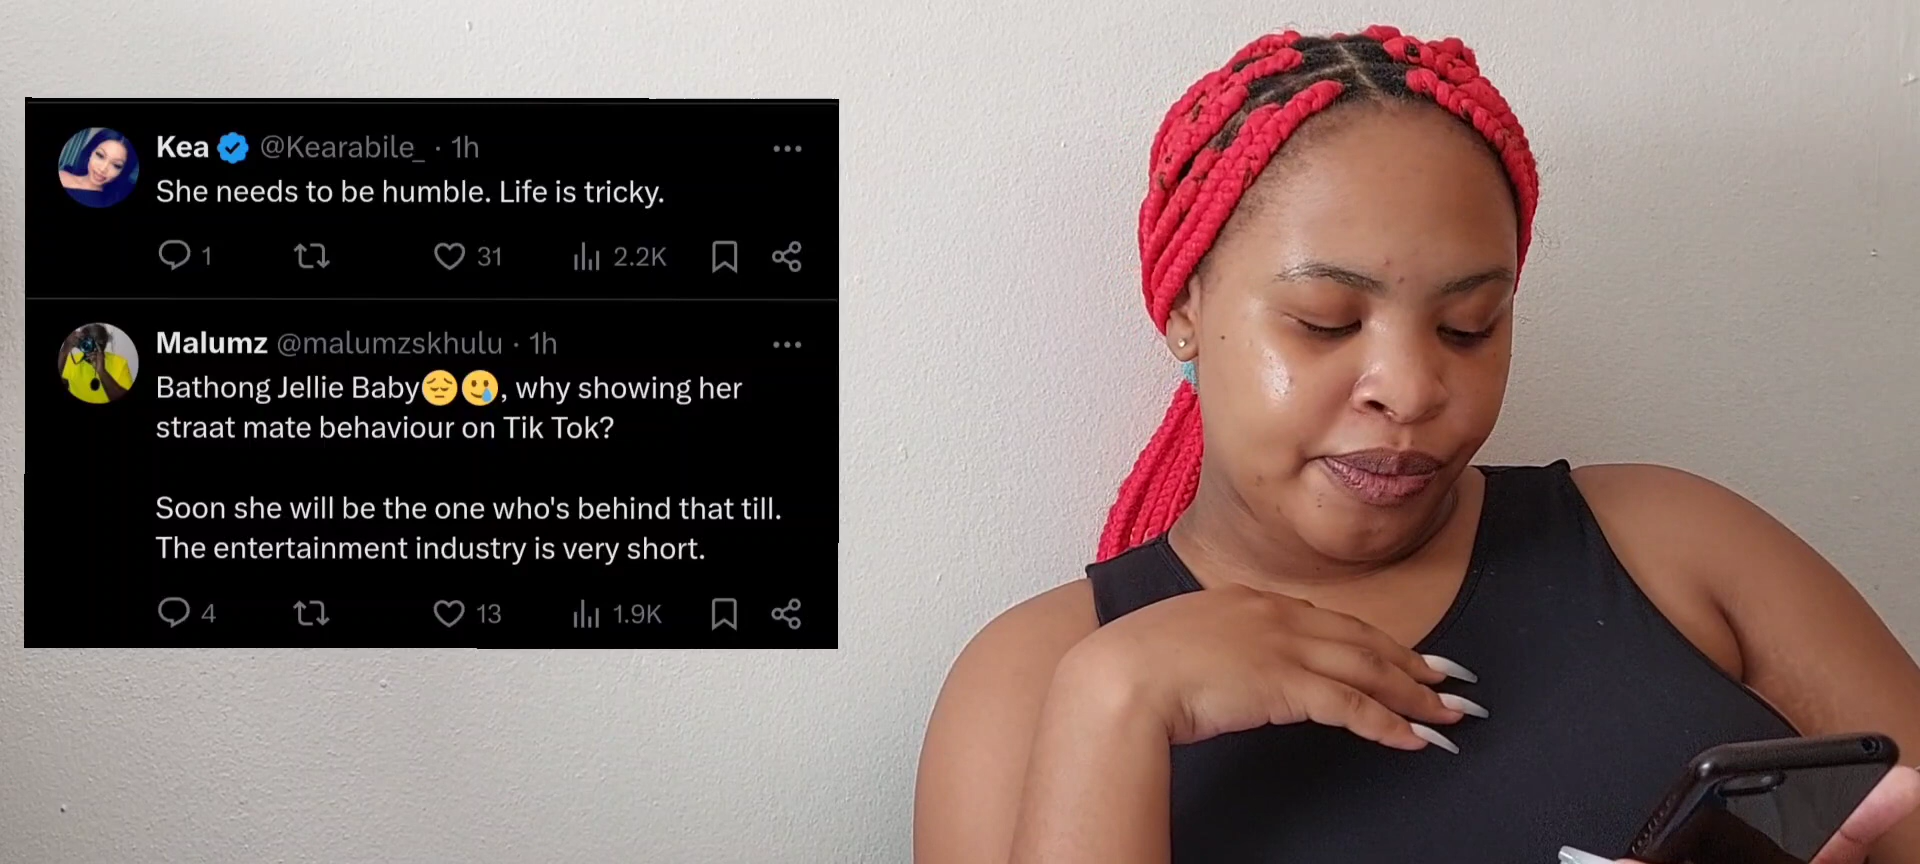 Kea @Kearabile_ · 1h
She needs to be humble. Life is tricky.
1 31 2.2K
Malumz @malumzskhulu · 1h
Bathong Jellie Baby😔🥲, why showing her
straat mate behaviour on Tik Tok?
Soon she will be the one who's behind that till.
The entertainment industry is very short.
4 13 1.9K